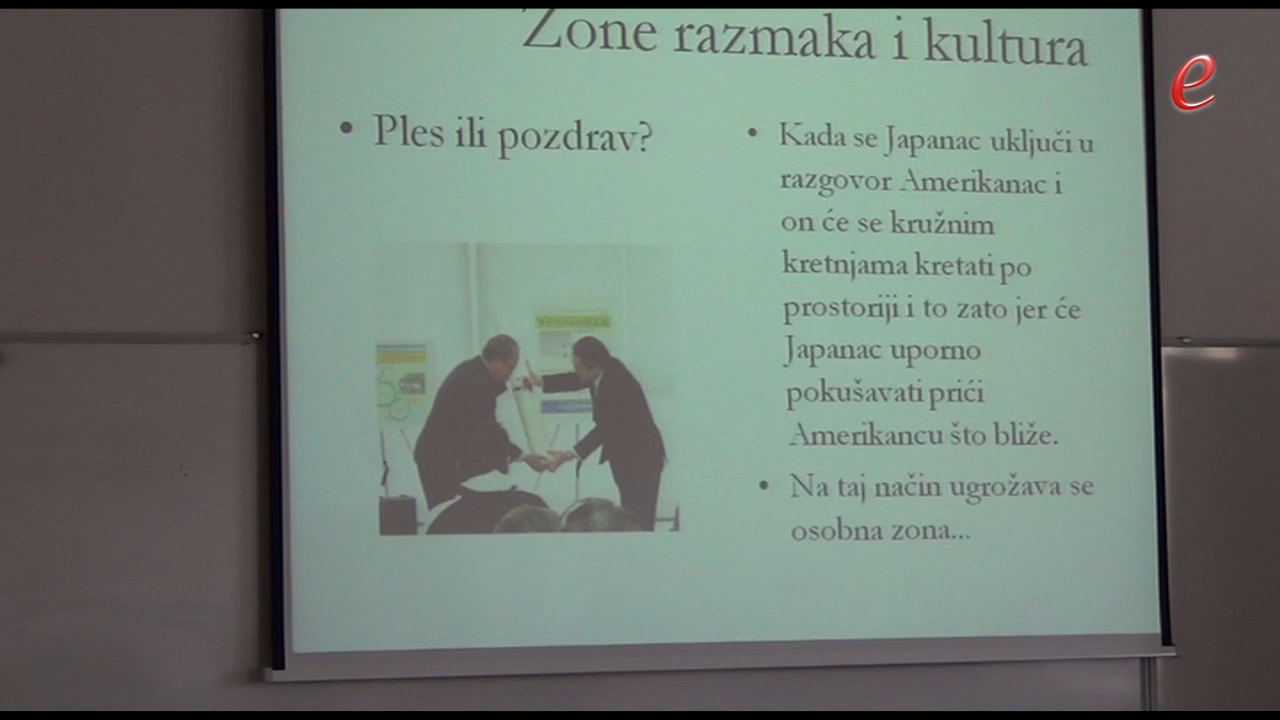 Zone razmaka i kultura
• Ples ili pozdrav?
• Kada se Japanac uključi u
razgovor Amerikanac i
on će se kružnim
kretnjama kretati po
prostoriji i to zato jer će
Japanac uporno
pokušavati prići
Amerikancu što bliže.
• Na taj način ugrožava se
osobna zona...
e